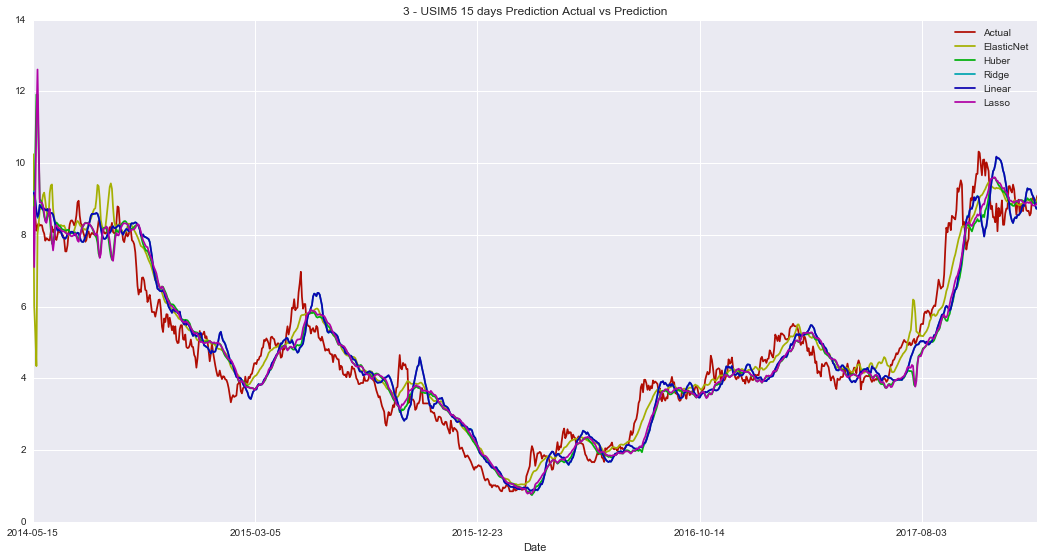 3 - USIM5 15 days Prediction Actual vs Prediction
14
12
10
8
6
4
2
0
Actual
ElasticNet
Huber
Ridge
Linear
Lasso
2014-05-15
2015-03-05
2015-12-23
2016-10-14
2017-08-03
Date